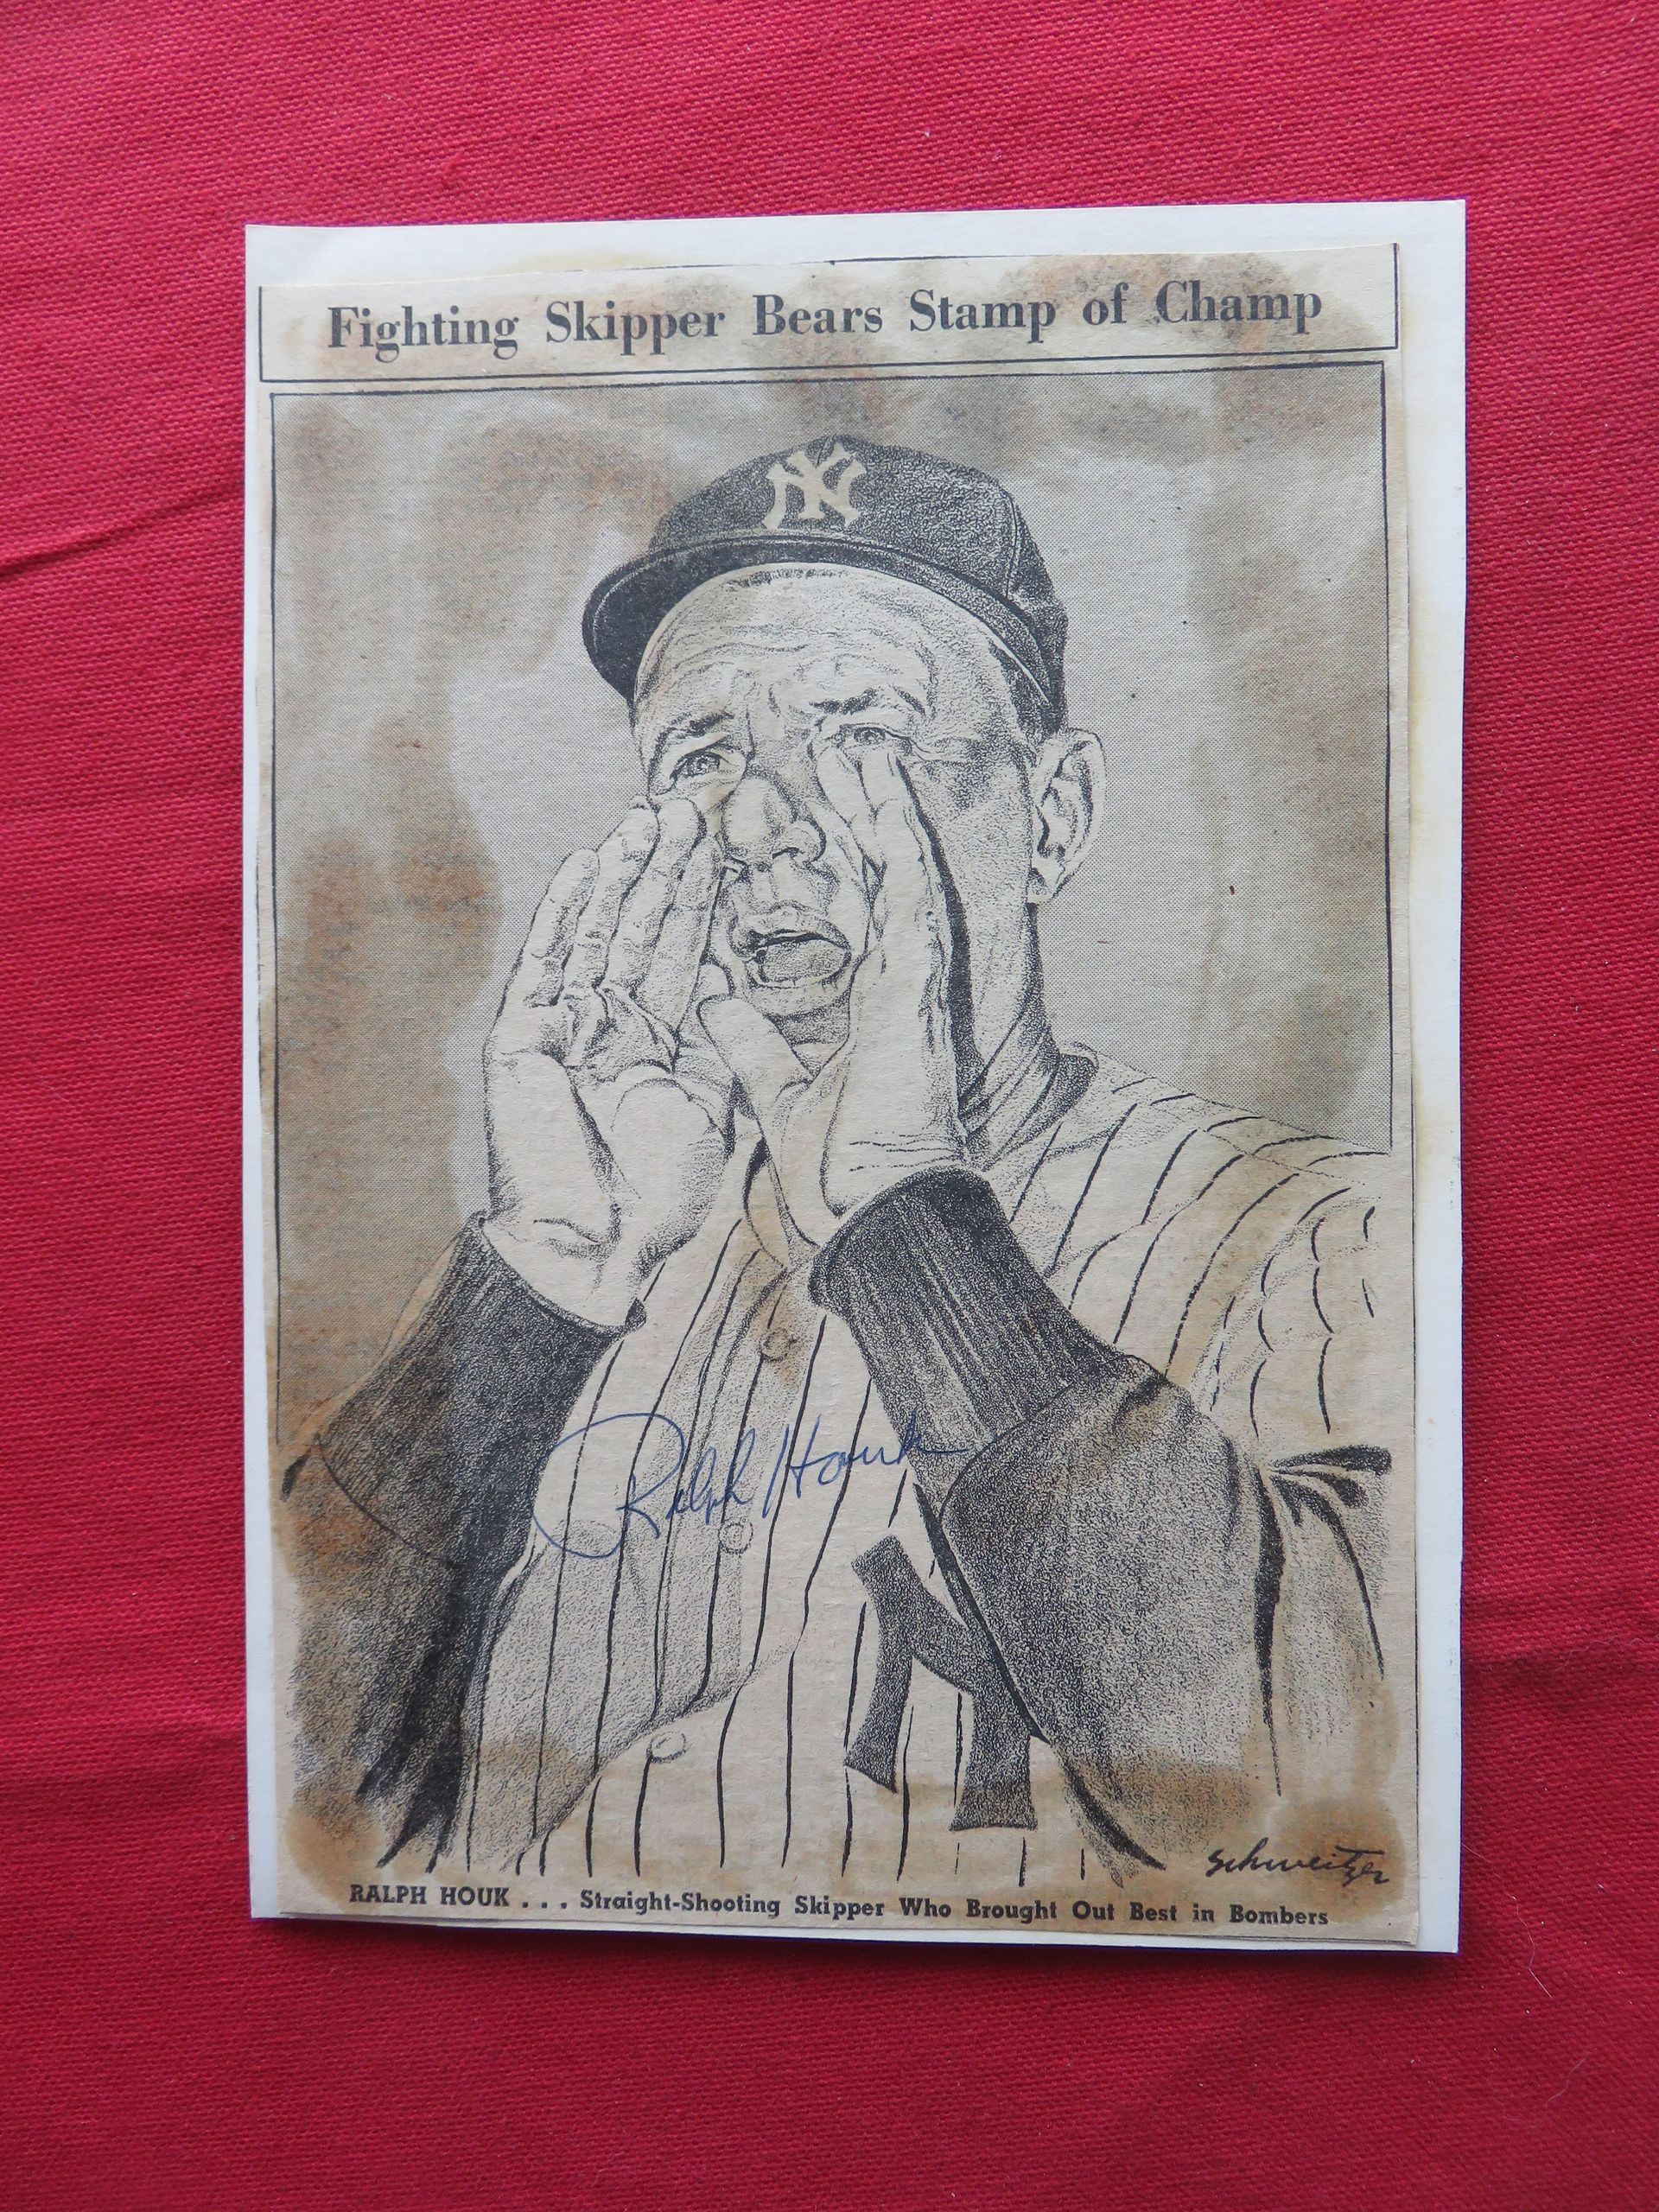 Fighting Skipper Bears Stamp of Champ
NY
Ralph Houk
NY
Schweitzer
RALPH HOUK . . . Straight-Shooting Skipper Who Brought Out Best in Bombers